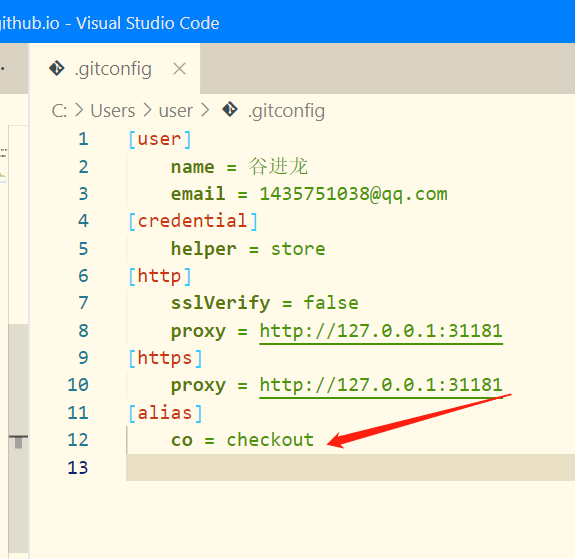 github.io - Visual Studio Code
.gitconfig
C: > Users > user > .gitconfig
1 [user]
2 name = 谷进龙
3 email = 1435751038@qq.com
4 [credential]
5 helper = store
6 [http]
7 sslVerify = false
8 proxy = http://127.0.0.1:31181
9 [https]
10 proxy = http://127.0.0.1:31181
11 [alias]
12 co = checkout
13